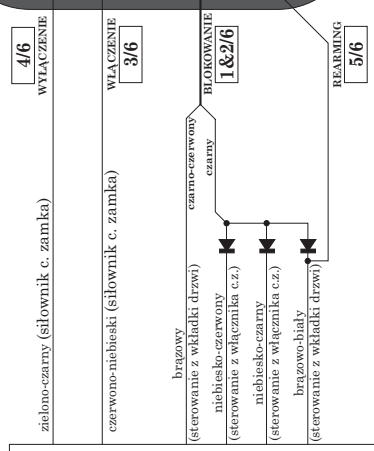 4/6
WYŁĄCZENIE
3/6
WŁĄCZENIE
BLOKOWANIE
1&2/6
REARMING
5/6
zielono-czarny (siłownik c. zamka)
czerwono-niebieski (siłownik c. zamka)
czarno-czerwony
czarny
brązowy
(sterowanie z wkładki drzwi)
niebiesko-czerwony
(sterowanie z włącznika c.z.)
niebiesko-czarny
(sterowanie z włącznika c.z.)
brązowo-biały
(sterowanie z wkładki drzwi)